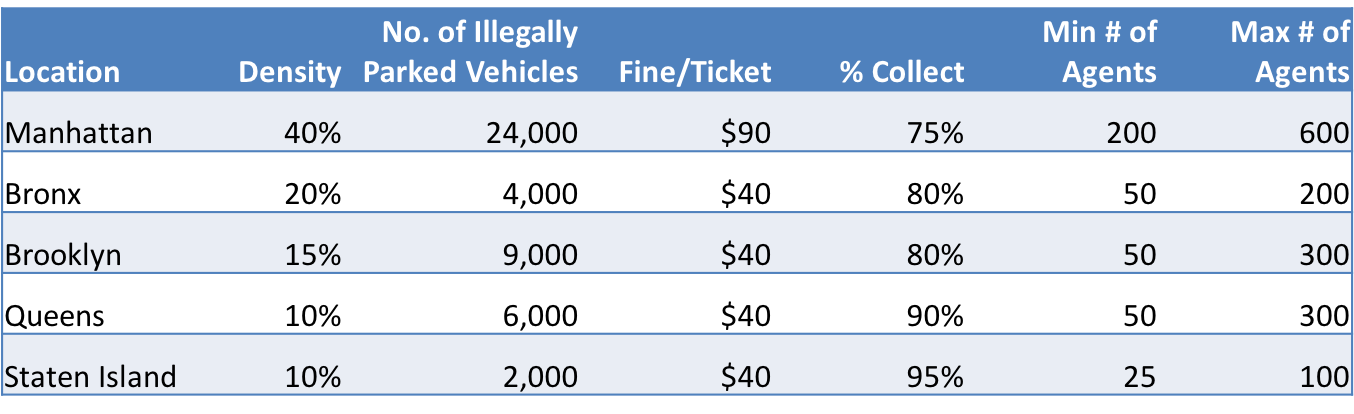 No. of Illegally Min # of Max # of
Location Density Parked Vehicles Fine/Ticket % Collect Agents Agents
Manhattan 40% 24,000 $90 75% 200 600
Bronx 20% 4,000 $40 80% 50 200
Brooklyn 15% 9,000 $40 80% 50 300
Queens 10% 6,000 $40 90% 50 300
Staten Island 10% 2,000 $40 95% 25 100